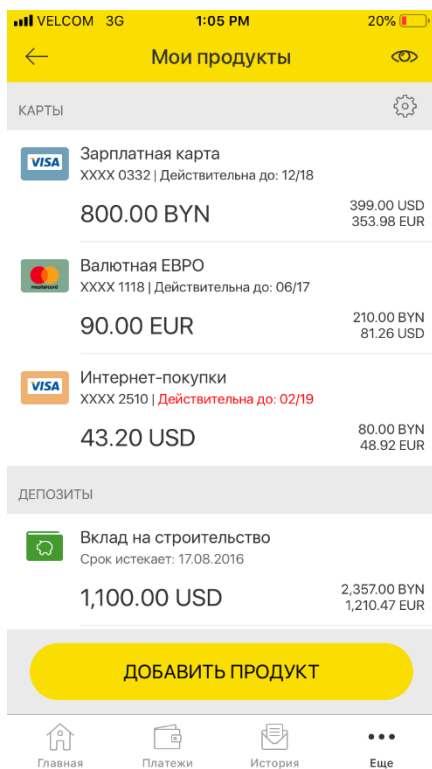 VELCOM 3G 1:05 PM 20%
Мои продукты
КАРТЫ
VISA
Зарплатная карта
XXXX 0332 | Действительна до: 12/18
800.00 BYN
399.00 USD
353.98 EUR
mastercard
Валютная ЕВРО
XXXX 1118 | Действительна до: 06/17
90.00 EUR
210.00 BYN
81.26 USD
VISA
Интернет-покупки
XXXX 2510 | Действительна до: 02/19
43.20 USD
80.00 BYN
48.92 EUR
ДЕПОЗИТЫ
Вклад на строительство
Срок истекает: 17.08.2016
1,100.00 USD
2,357.00 BYN
1,210.47 EUR
ДОБАВИТЬ ПРОДУКТ
Главная Платежи История Еще